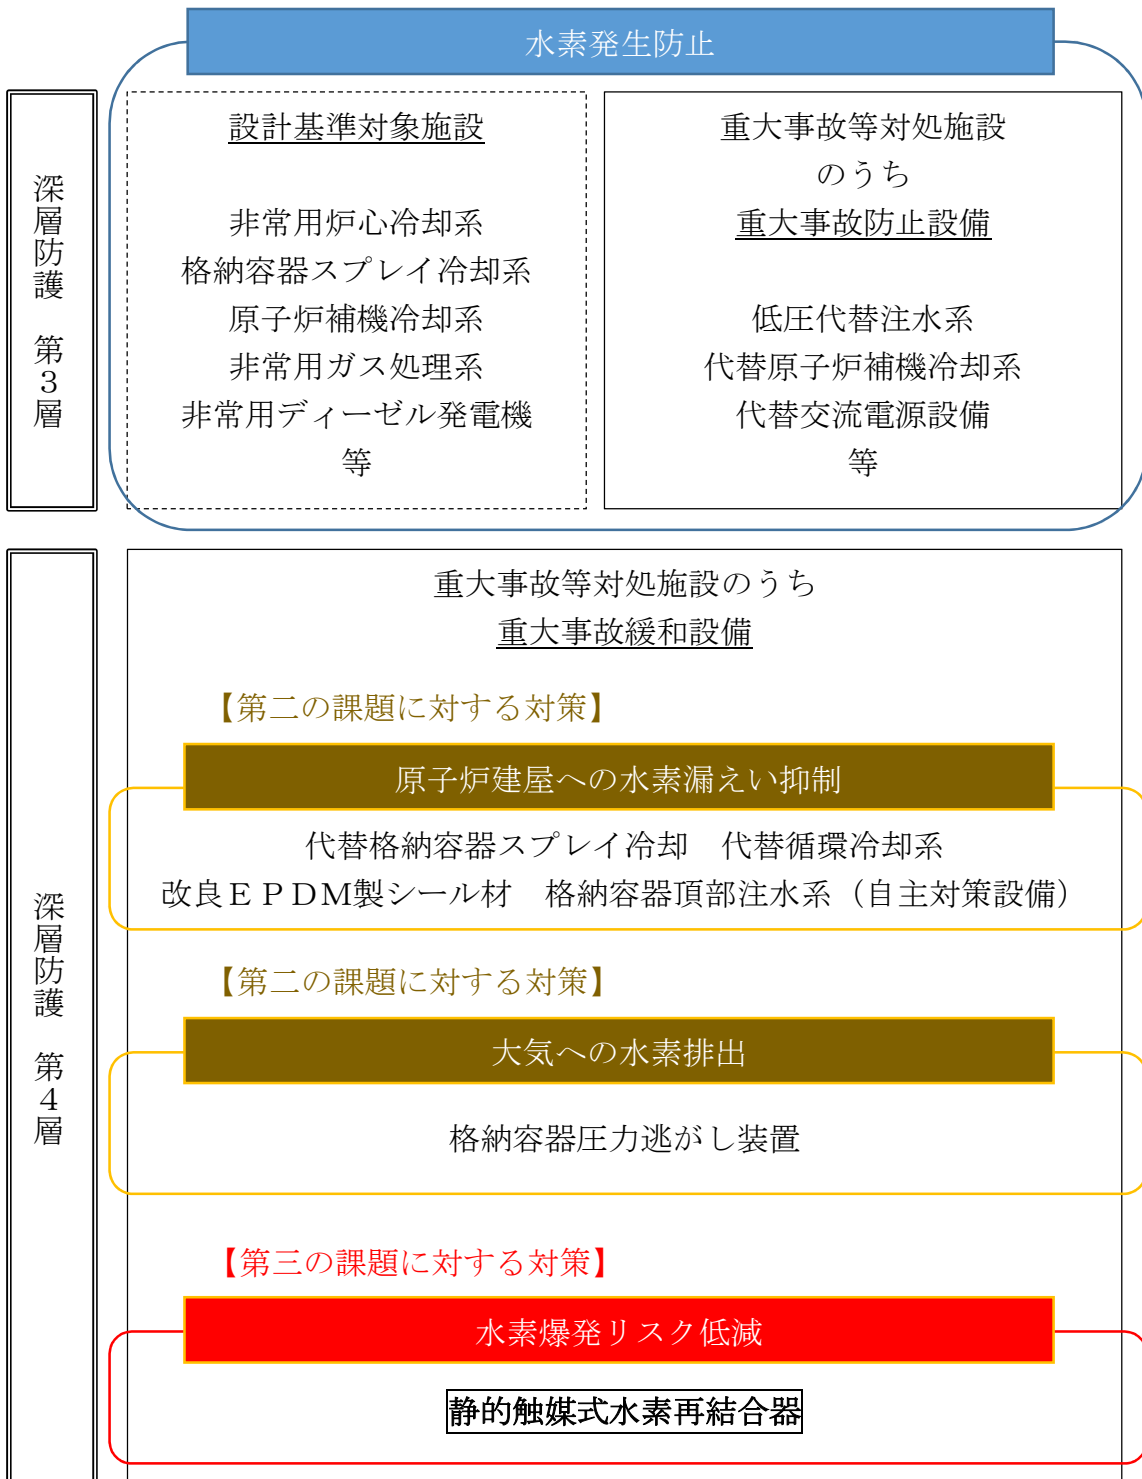 水素発生防止
深層防護　第３層
設計基準対象施設
非常用炉心冷却系
格納容器スプレイ冷却系
原子炉補機冷却系
非常用ガス処理系
非常用ディーゼル発電機
等
重大事故等対処施設
のうち
重大事故防止設備
低圧代替注水系
代替原子炉補機冷却系
代替交流電源設備
等
深層防護　第４層
重大事故等対処施設のうち
重大事故緩和設備
【第二の課題に対する対策】
原子炉建屋への水素漏えい抑制
代替格納容器スプレイ冷却　代替循環冷却系
改良ＥＰＤＭ製シール材　格納容器頂部注水系（自主対策設備）
【第二の課題に対する対策】
大気への水素排出
格納容器圧力逃がし装置
【第三の課題に対する対策】
水素爆発リスク低減
静的触媒式水素再結合器